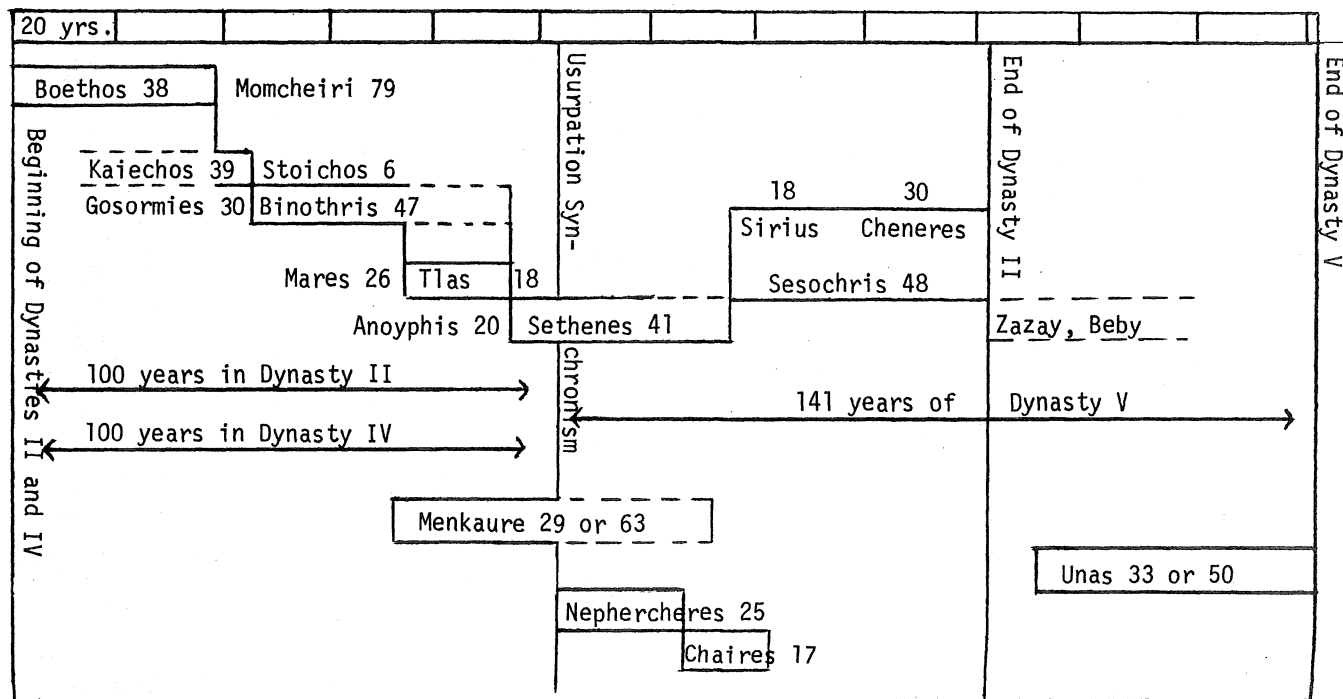 20 yrs.
Boethos 38
Momcheiri 79
Kaiechos 39
Stoichos 6
Gosormies 30
Binothris 47
Mares 26
Tlas 18
Anoyphis 20
Sethenes 41
18
30
Sirius
Cheneres
Sesochris 48
Zazay, Beby
Beginning of Dynasties II and IV
Usurpation Syn-
chronism
End of Dynasty II
End of Dynasty V
100 years in Dynasty II
141 years of Dynasty V
100 years in Dynasty IV
Menkaure 29 or 63
Unas 33 or 50
Nephercheres 25
Chaires 17